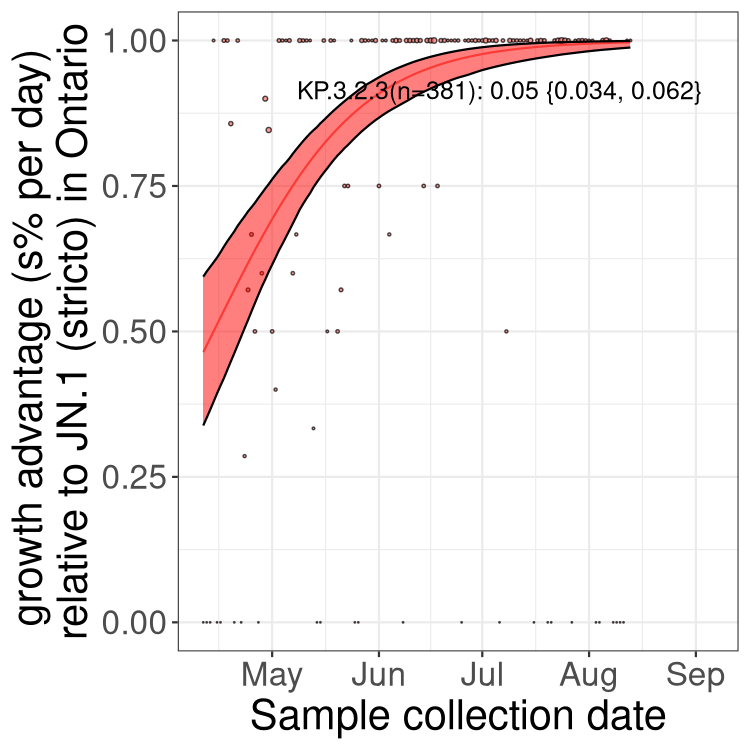 growth advantage (s% per day)
relative to JN.1 (stricto) in Ontario
1.00
0.75
0.50
0.25
0.00
KP.3.2.3(n=381): 0.05 {0.034, 0.062}
May Jun Jul Aug Sep
Sample collection date